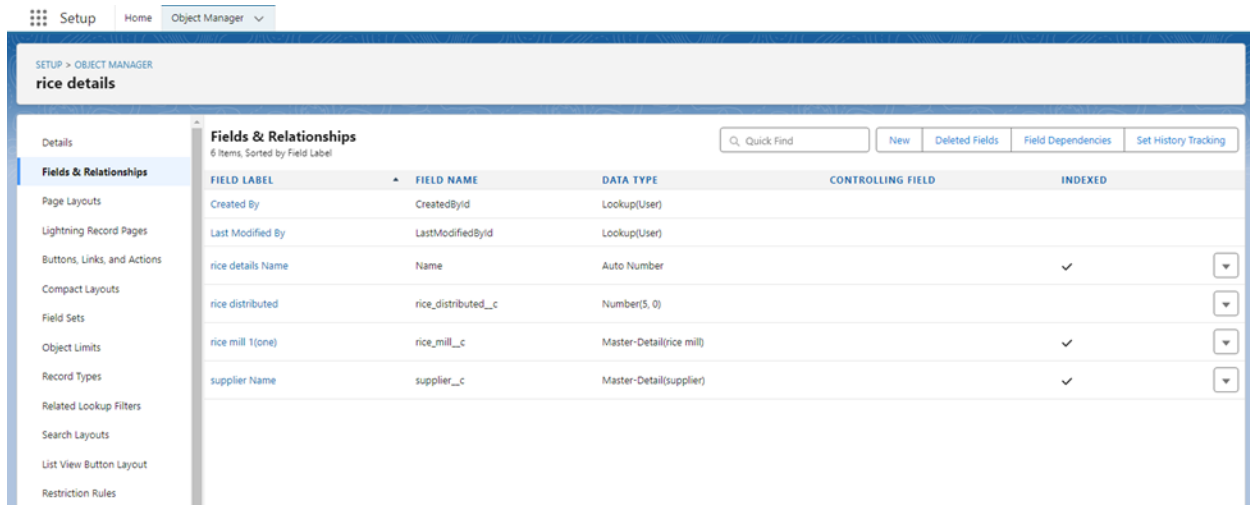 Setup Home Object Manager
SETUP > OBJECT MANAGER
rice details
Details
Fields & Relationships
Page Layouts
Lightning Record Pages
Buttons, Links, and Actions
Compact Layouts
Field Sets
Object Limits
Record Types
Related Lookup Filters
Search Layouts
List View Button Layout
Restriction Rules
Fields & Relationships
6 Items, Sorted by Field Label
Quick Find New Deleted Fields Field Dependencies Set History Tracking
FIELD LABEL FIELD NAME DATA TYPE CONTROLLING FIELD INDEXED
Created By CreatedById Lookup(User)
Last Modified By LastModifiedById Lookup(User)
rice details Name Name Auto Number
rice distributed rice_distributed__c Number(5, 0)
rice mill 1(one) rice_mill__c Master-Detail(rice mill)
supplier Name supplier__c Master-Detail(supplier)